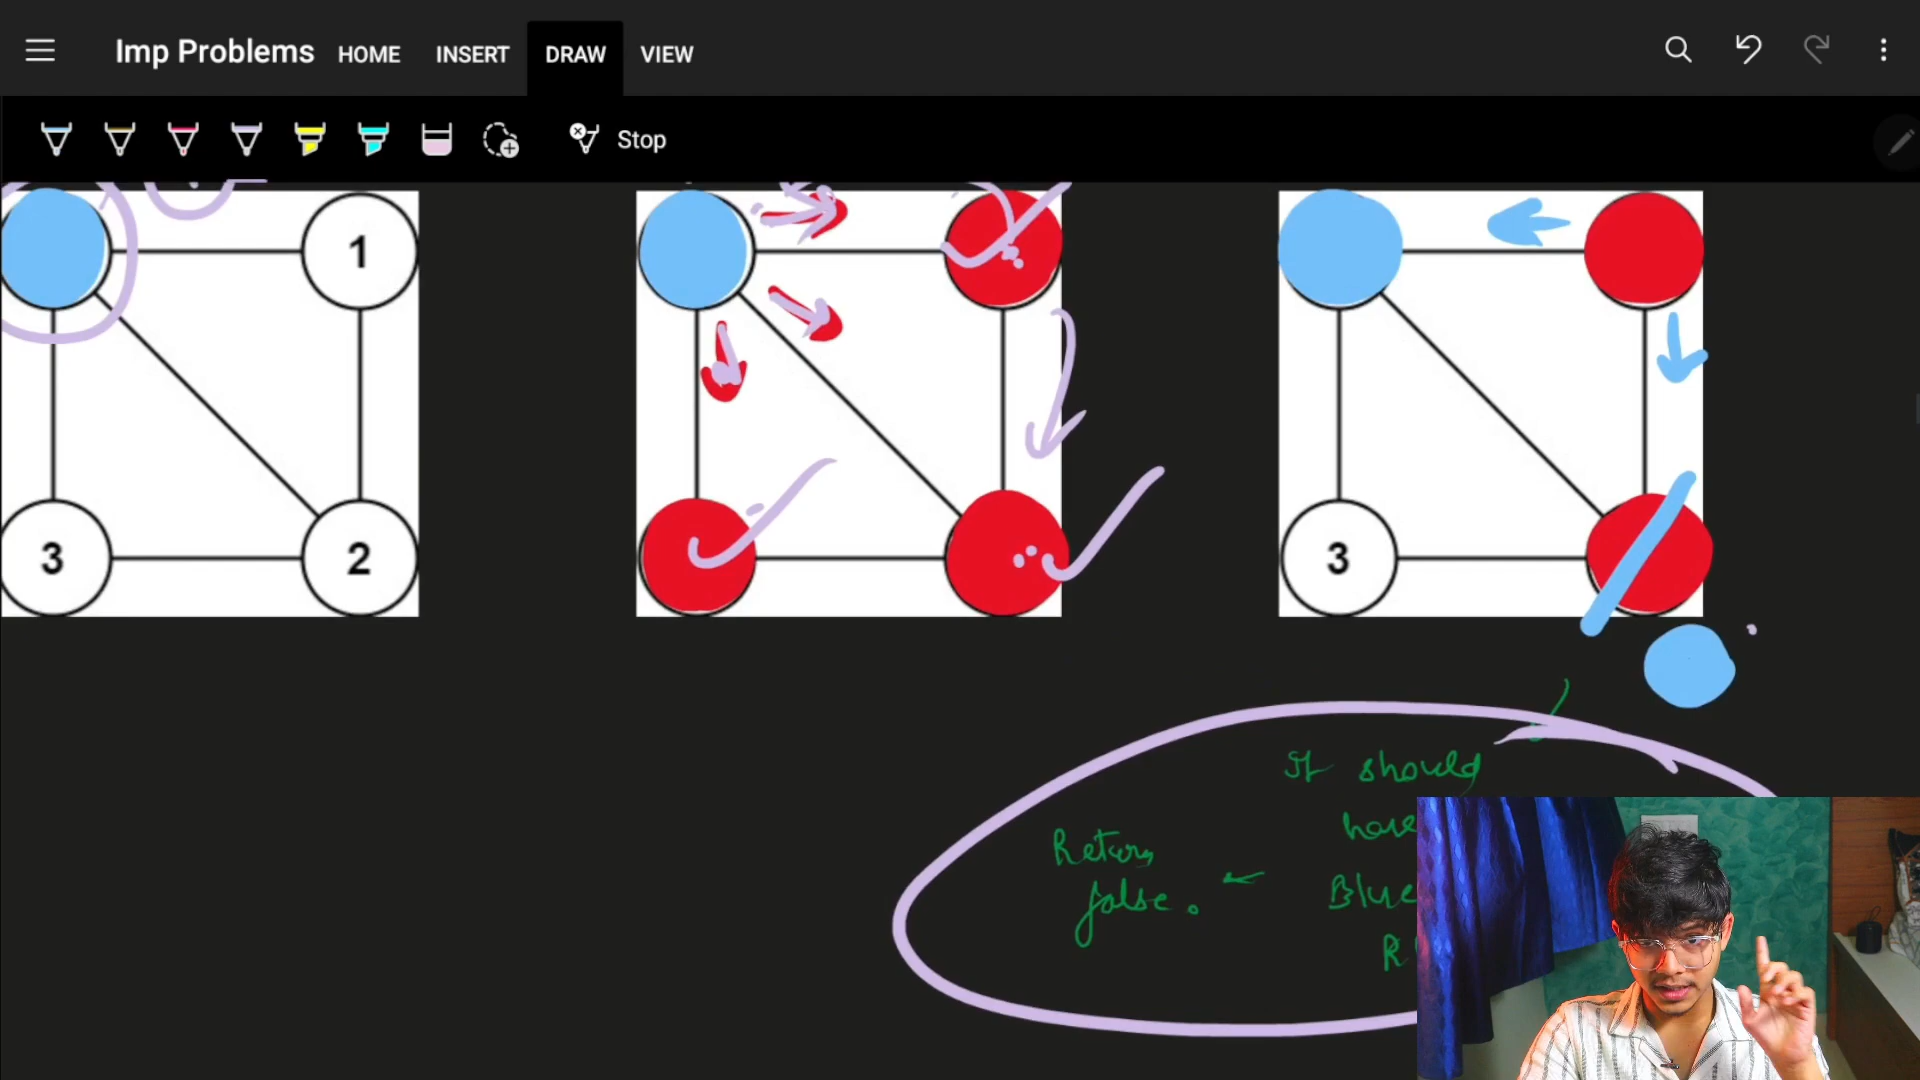 Imp Problems HOME INSERT DRAW VIEW
Stop
1
3
2
3
It should
have
Return
false.
Blue
R